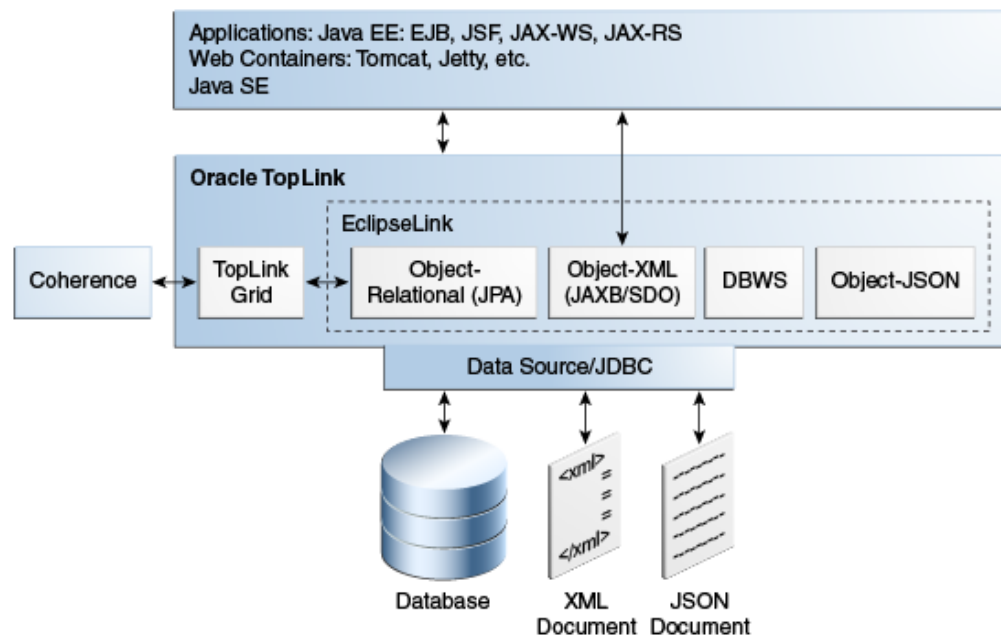 Applications: Java EE: EJB, JSF, JAX-WS, JAX-RS
Web Containers: Tomcat, Jetty, etc.
Java SE
Oracle TopLink
EclipseLink
Coherence
TopLink
Grid
Object-
Relational (JPA)
Object-XML
(JAXB/SDO)
DBWS
Object-JSON
Data Source/JDBC
<xml>
=
=
=
</xml>
Database
XML
Document
JSON
Document